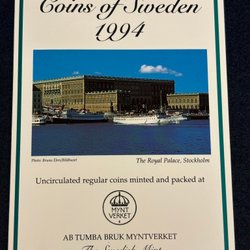 Coins of Sweden
1994
Photo: Bruno Ehrs/Bildhuset
The Royal Palace, Stockholm
Uncirculated regular coins minted and packed at
MYNT
VERKET
AB TUMBA BRUK MYNTVERKET
The Swedish Mint